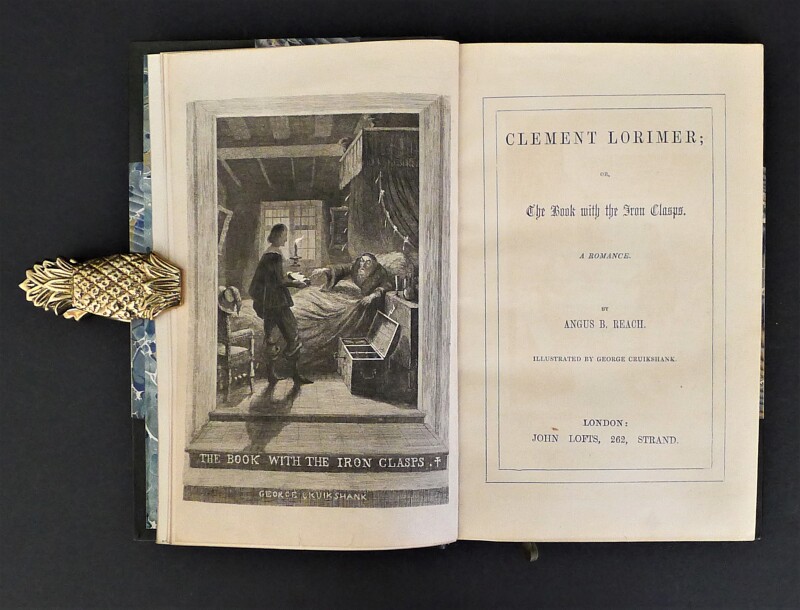 THE BOOK WITH THE IRON CLASPS.
GEORGE CRUIKSHANK
CLEMENT LORIMER;
OR,
The Book with the Iron Clasps.
A ROMANCE.
BY
ANGUS B. REACH.
ILLUSTRATED BY GEORGE CRUIKSHANK.
LONDON:
JOHN LOFTS, 262, STRAND.